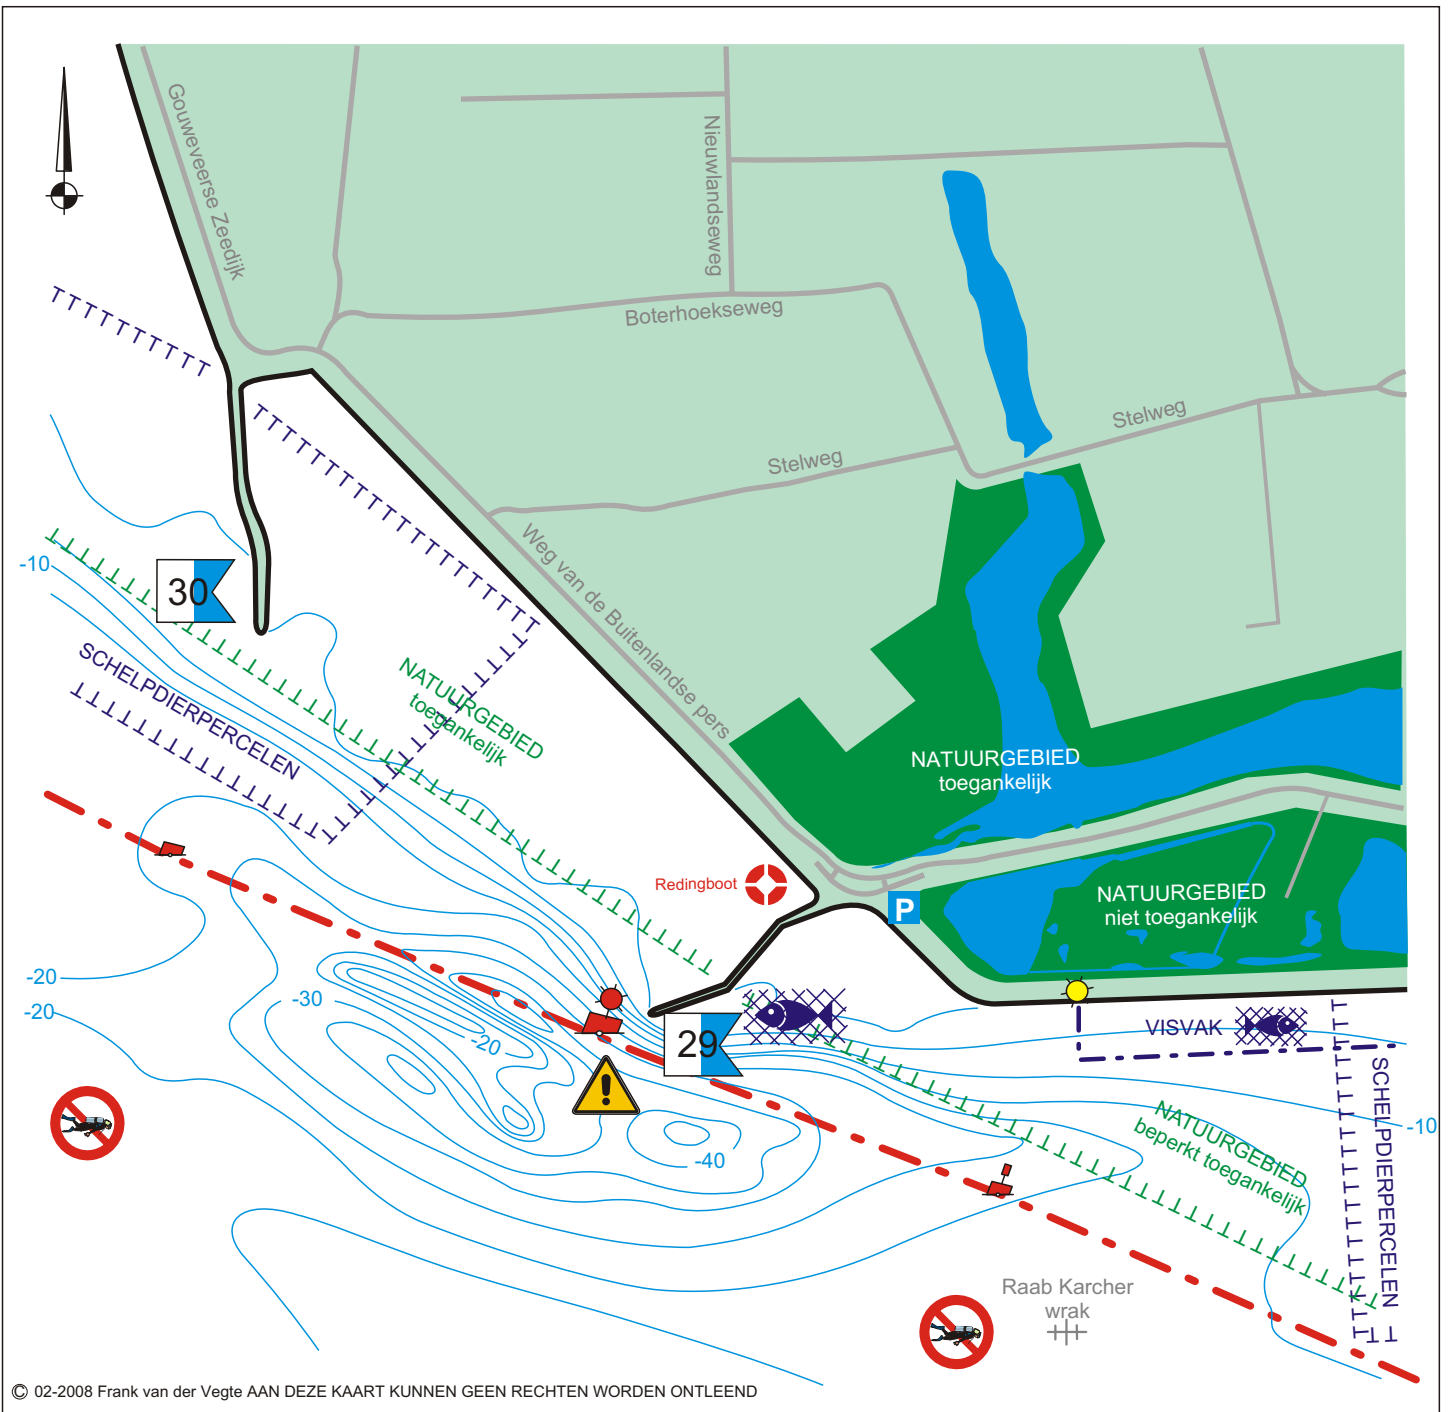 Gouweveerse Zeedijk
Nieuwlandseweg
Boterhoekseweg
Stelweg
Stelweg
Weg van de Buitenlandse pers
-10
30
SCHELPDIERPERCELEN
NATUURGEBIED
toegankelijk
NATUURGEBIED
toegankelijk
Redingboot
P
NATUURGEBIED
niet toegankelijk
-20
-30
-20
-20
29
VISVAK
SCHELPDIERPERCELEN
-10
NATUURGEBIED
beperkt toegankelijk
!
-40
Raab Karcher
wrak
© 02-2008 Frank van der Vegte AAN DEZE KAART KUNNEN GEEN RECHTEN WORDEN ONTLEEND